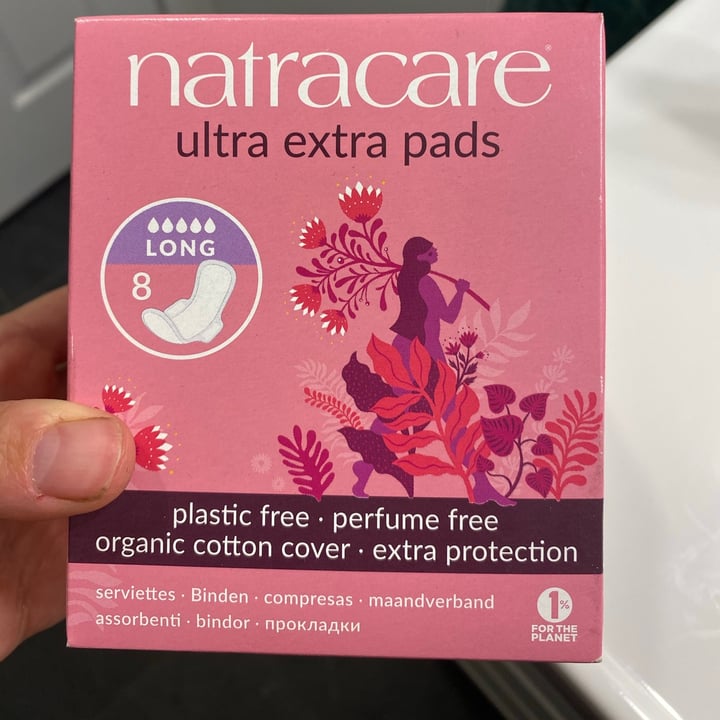 natracare®
ultra extra pads
LONG
8
plastic free · perfume free
organic cotton cover · extra protection
serviettes · Binden · compresas · maandverband
assorbenti · bindor · прокладки
1%
FOR THE
PLANET